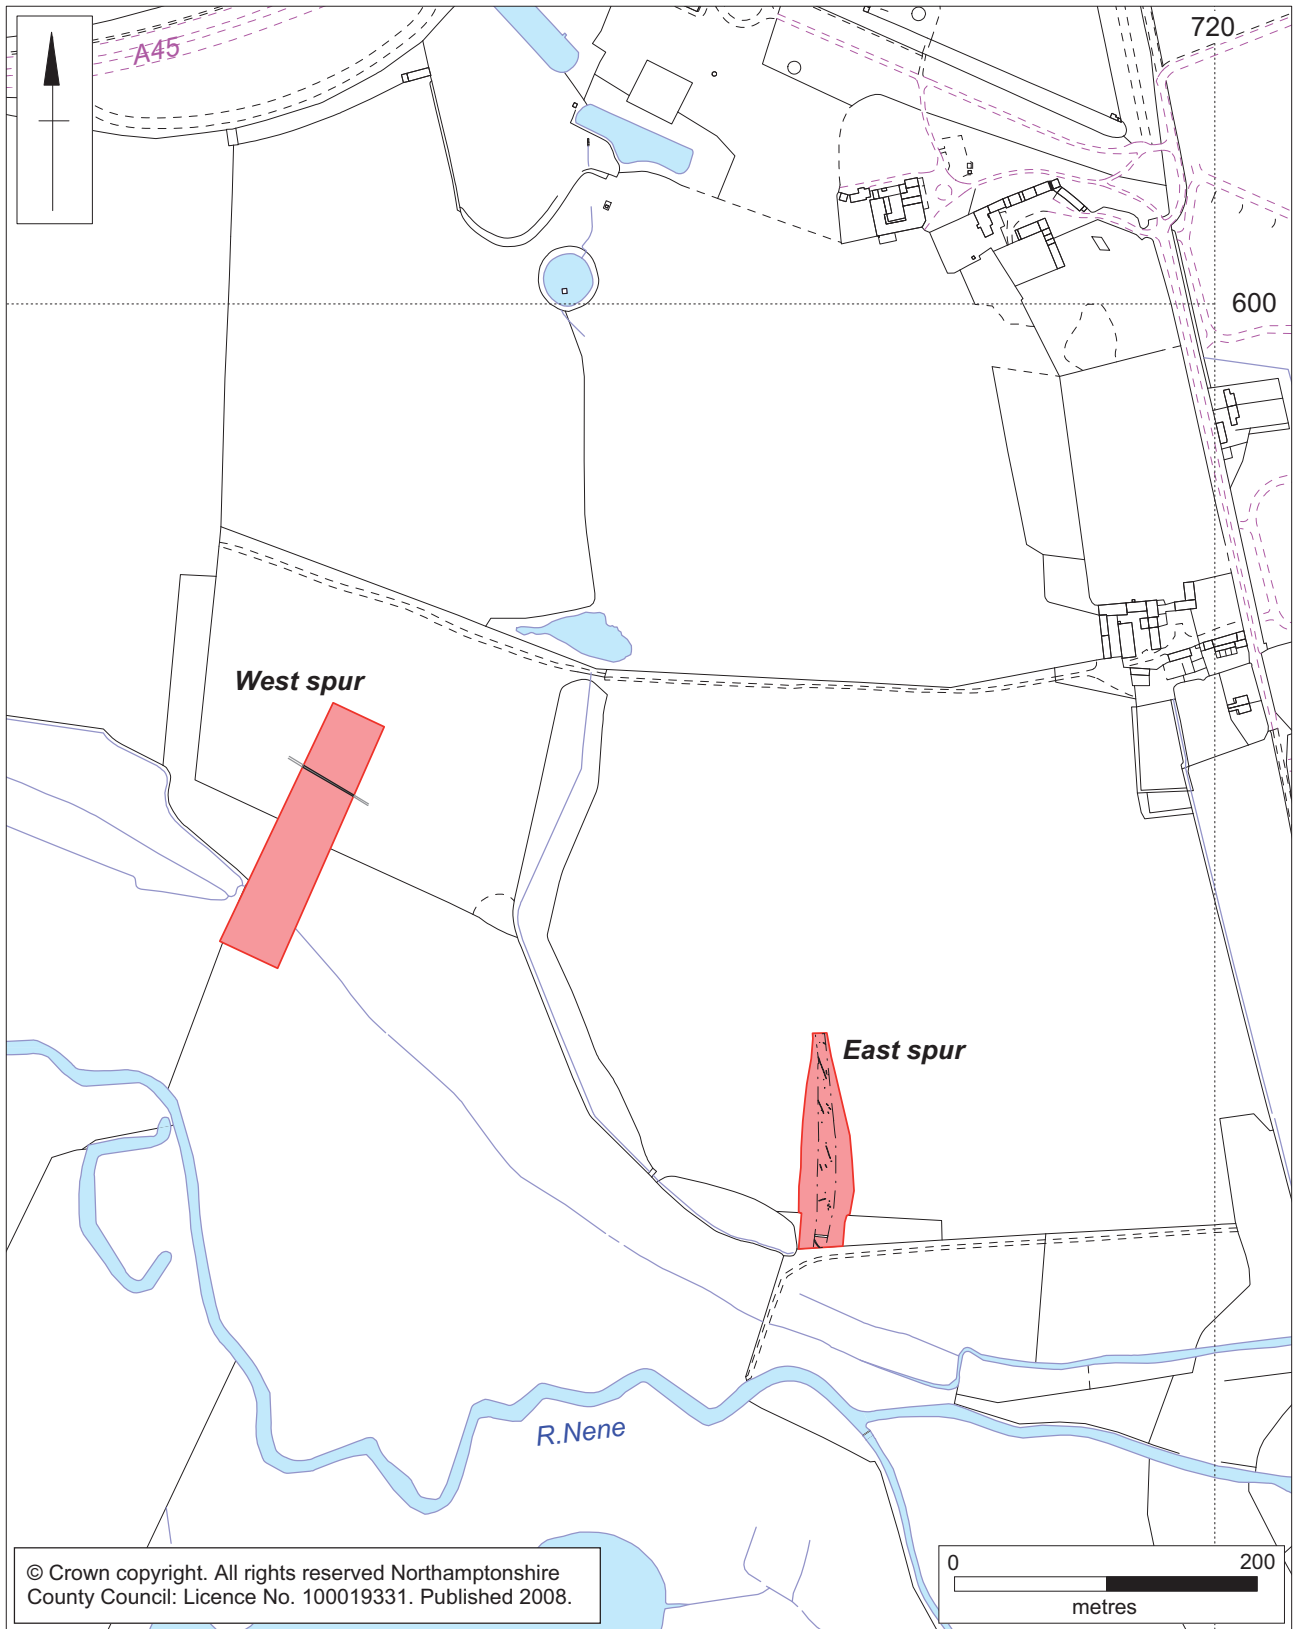 720
A45
600
West spur
East spur
R.Nene
© Crown copyright. All rights reserved Northamptonshire
County Council: Licence No. 100019331. Published 2008.
0 200
metres